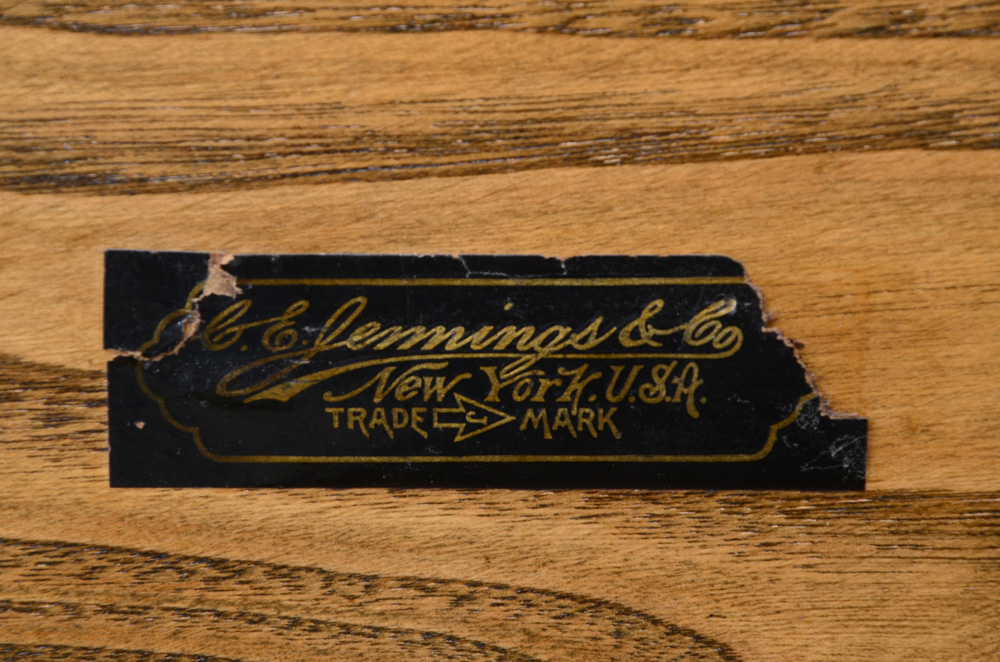 C. E. Jennings & Co
New York. U.S.A.
TRADE J MARK